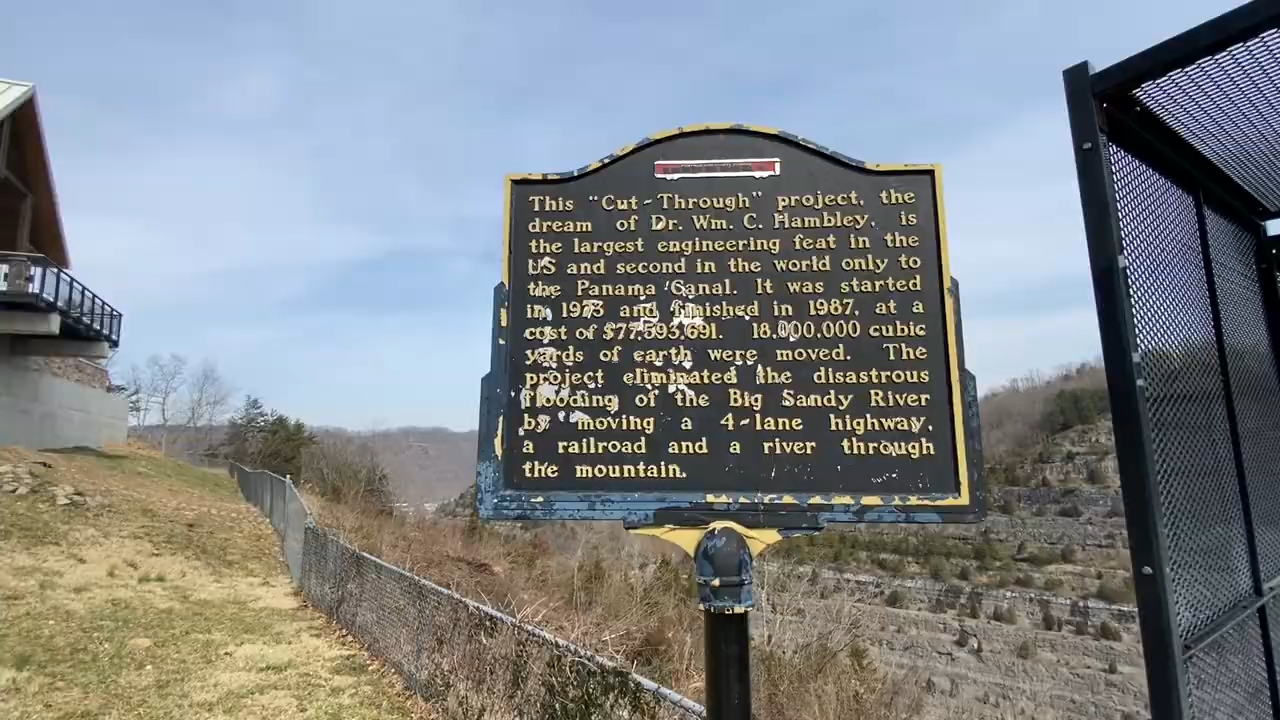 This "Cut-Through" project, the
dream of Dr. Wm. C. Hambley, is
the largest engineering feat in the
US and second in the world only to
the Panama Canal. It was started
in 1973 and finished in 1987, at a
cost of $77,593,691. 18,000,000 cubic
yards of earth were moved. The
project eliminated the disastrous
flooding of the Big Sandy River
by moving a 4-lane highway,
a railroad and a river through
the mountain.